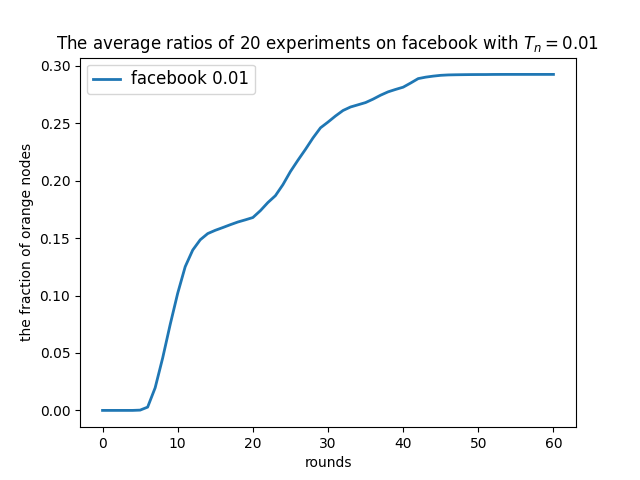 The average ratios of 20 experiments on facebook with $T_n = 0.01$
facebook 0.01
0.30
0.25
0.20
0.15
0.10
0.05
0.00
the fraction of orange nodes
0 10 20 30 40 50 60
rounds